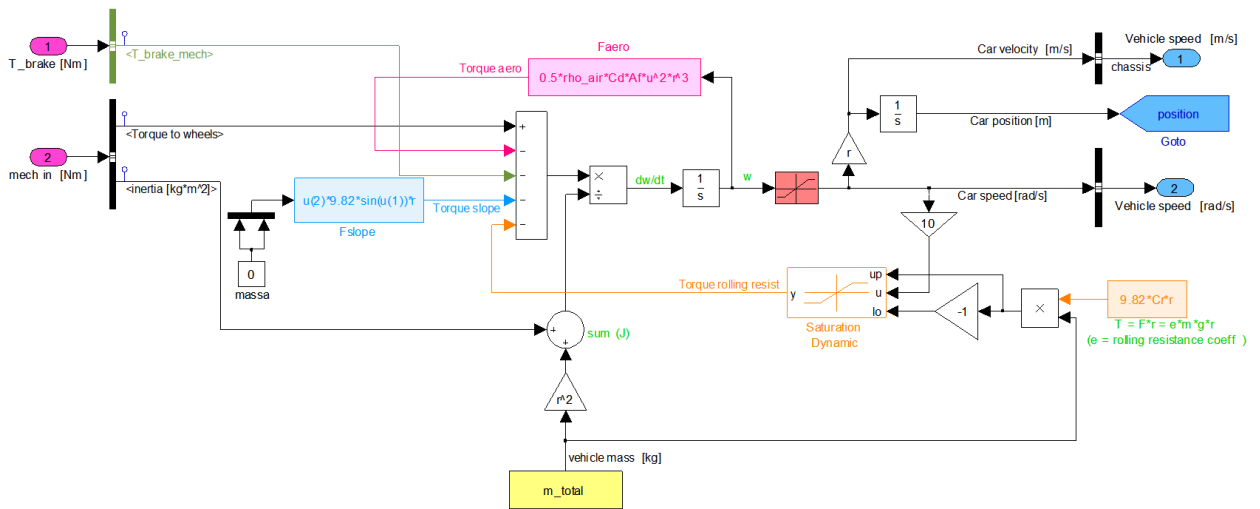 1
T_brake [Nm]
<T_brake_mech>
2
mech in [Nm]
<Torque to wheels>
<inertia [kg*m^2]>
Faero
0.5*rho_air*Cd*Af*u^2*r^3
Torque aero
u(2)*9.82*sin(u(1))*r
Fslope
Torque slope
0
massa
+
−
−
−
−
×
÷
dw/dt
1
s
w
Car velocity [m/s]
Vehicle speed [m/s]
chassis
1
1
s
Car position [m]
position
Goto
r
Car speed [rad/s]
2
Vehicle speed [rad/s]
10
Torque rolling resist
up
y
u
lo
Saturation
Dynamic
-1
×
9.82*Cr*r
T = F*r = e*m*g*r
(e = rolling resistance coeff )
+
+
sum (J)
r^2
vehicle mass [kg]
m_total